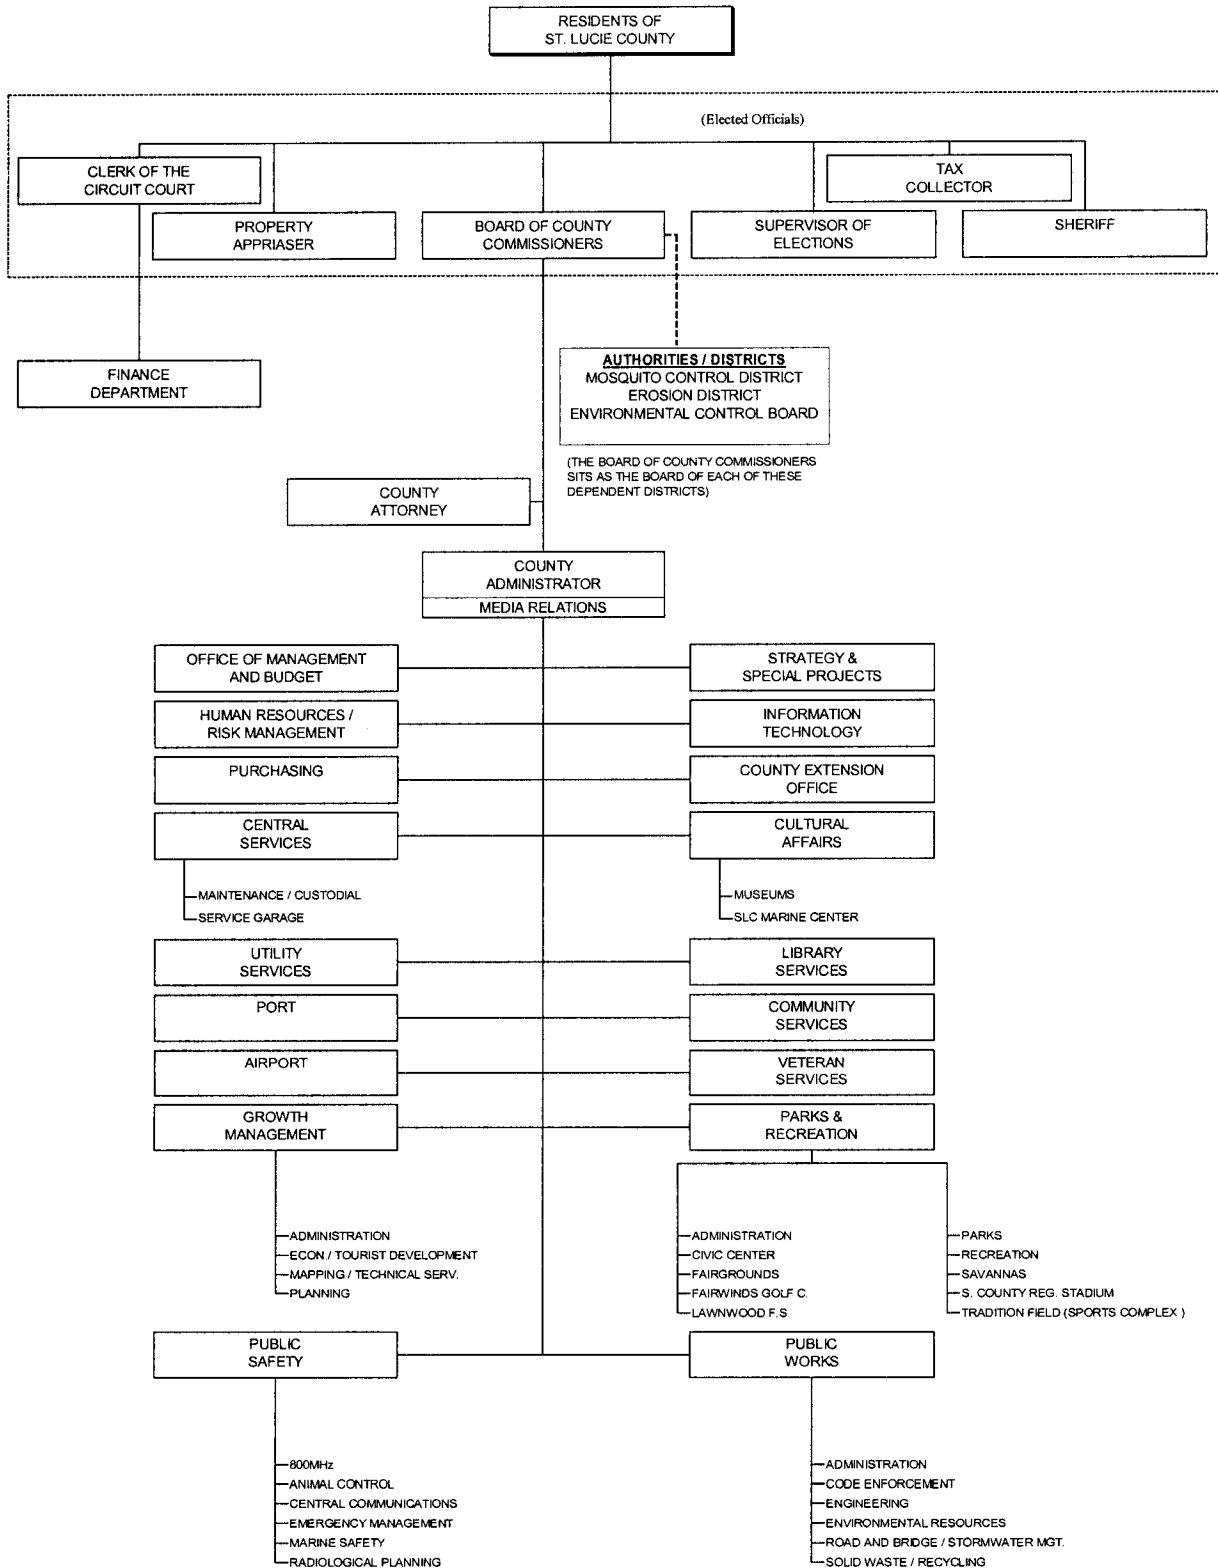 RESIDENTS OF
ST. LUCIE COUNTY
(Elected Officials)
CLERK OF THE
CIRCUIT COURT
TAX
COLLECTOR
PROPERTY
APPRIASER
BOARD OF COUNTY
COMMISSIONERS
SUPERVISOR OF
ELECTIONS
SHERIFF
FINANCE
DEPARTMENT
AUTHORITIES / DISTRICTS
MOSQUITO CONTROL DISTRICT
EROSION DISTRICT
ENVIRONMENTAL CONTROL BOARD
(THE BOARD OF COUNTY COMMISSIONERS
SITS AS THE BOARD OF EACH OF THESE
DEPENDENT DISTRICTS)
COUNTY
ATTORNEY
COUNTY
ADMINISTRATOR
MEDIA RELATIONS
OFFICE OF MANAGEMENT
AND BUDGET
STRATEGY &
SPECIAL PROJECTS
HUMAN RESOURCES /
RISK MANAGEMENT
INFORMATION
TECHNOLOGY
PURCHASING
COUNTY EXTENSION
OFFICE
CENTRAL
SERVICES
CULTURAL
AFFAIRS
MAINTENANCE / CUSTODIAL
SERVICE GARAGE
MUSEUMS
SLC MARINE CENTER
UTILITY
SERVICES
LIBRARY
SERVICES
PORT
COMMUNITY
SERVICES
AIRPORT
VETERAN
SERVICES
GROWTH
MANAGEMENT
PARKS &
RECREATION
ADMINISTRATION
ECON./ TOURIST DEVELOPMENT
MAPPING / TECHNICAL SERV.
PLANNING
ADMINISTRATION
CIVIC CENTER
FAIRGROUNDS
FAIRWINDS GOLF C.
LAWNWOOD F.S.
PARKS
RECREATION
SAVANNAS
S. COUNTY REG. STADIUM
TRADITION FIELD (SPORTS COMPLEX )
PUBLIC
SAFETY
PUBLIC
WORKS
800MHz
ANIMAL CONTROL
CENTRAL COMMUNICATIONS
EMERGENCY MANAGEMENT
MARINE SAFETY
RADIOLOGICAL PLANNING
ADMINISTRATION
CODE ENFORCEMENT
ENGINEERING
ENVIRONMENTAL RESOURCES
ROAD AND BRIDGE / STORMWATER MGT.
SOLID WASTE / RECYCLING